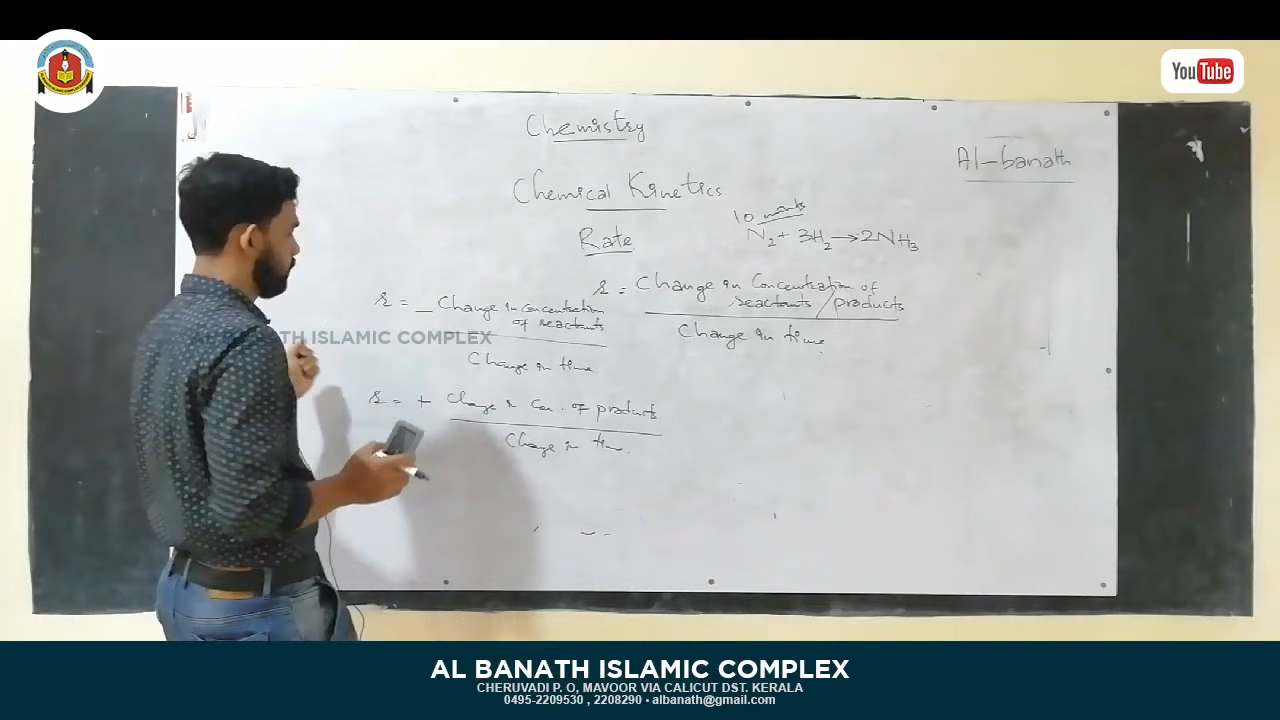 YouTube
Chemistry
Al-banath
Chemical Kinetics
Rate
10
N2 + 3H2 → 2NH3
r = Change in Concentration of
reactants / products
Change in time
r = - Change in concentration
of reactants
Change in time
AL BANATH ISLAMIC COMPLEX
r = + Change in Con. of products
Change in time.
AL BANATH ISLAMIC COMPLEX
CHERUVADI P. O, MAVOOR VIA CALICUT DST. KERALA
0495-2209530 , 2208290 • albanath@gmail.com